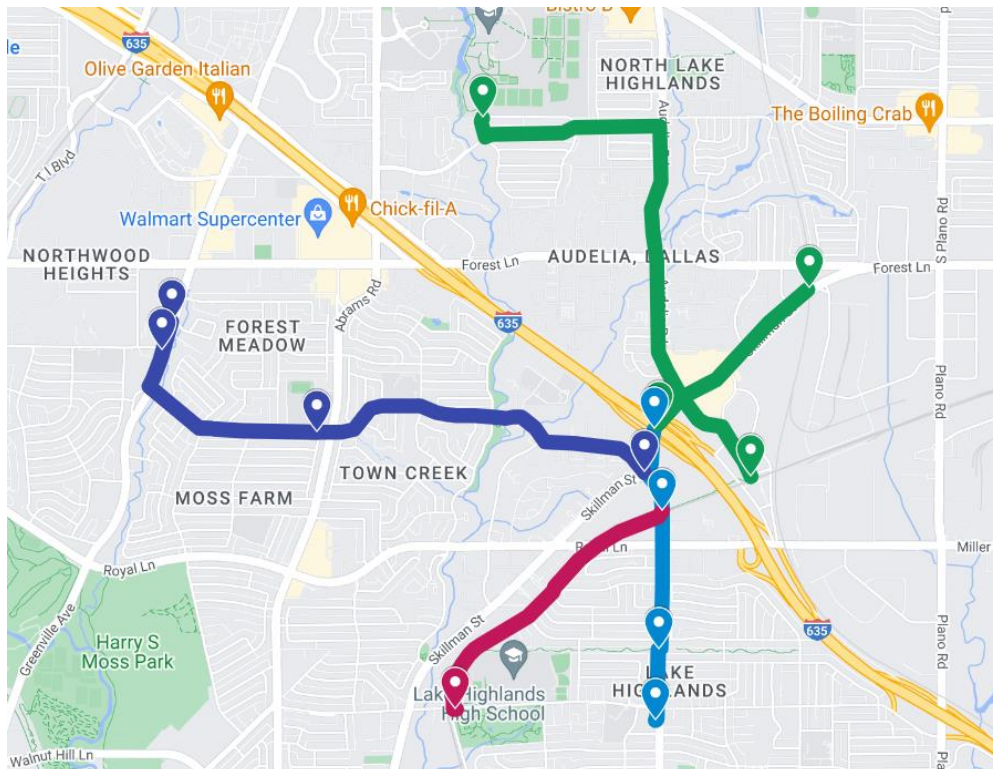 Bistro B
635
le
Olive Garden Italian
NORTH LAKE
HIGHLANDS
The Boiling Crab
T I Blvd
Walmart Supercenter
Chick-fil-A
S Plano Rd
NORTHWOOD
HEIGHTS
Forest Ln
AUDELIA, DALLAS
Forest Ln
Abrams Rd
FOREST
MEADOW
635
Plano Rd
TOWN CREEK
MOSS FARM
Skillman St
Miller
Royal Ln
Greenville Ave
Harry S
Moss Park
Skillman St
635
Plano Rd
Lake Highlands
High School
LAKE
HIGHLANDS
Walnut Hill Ln